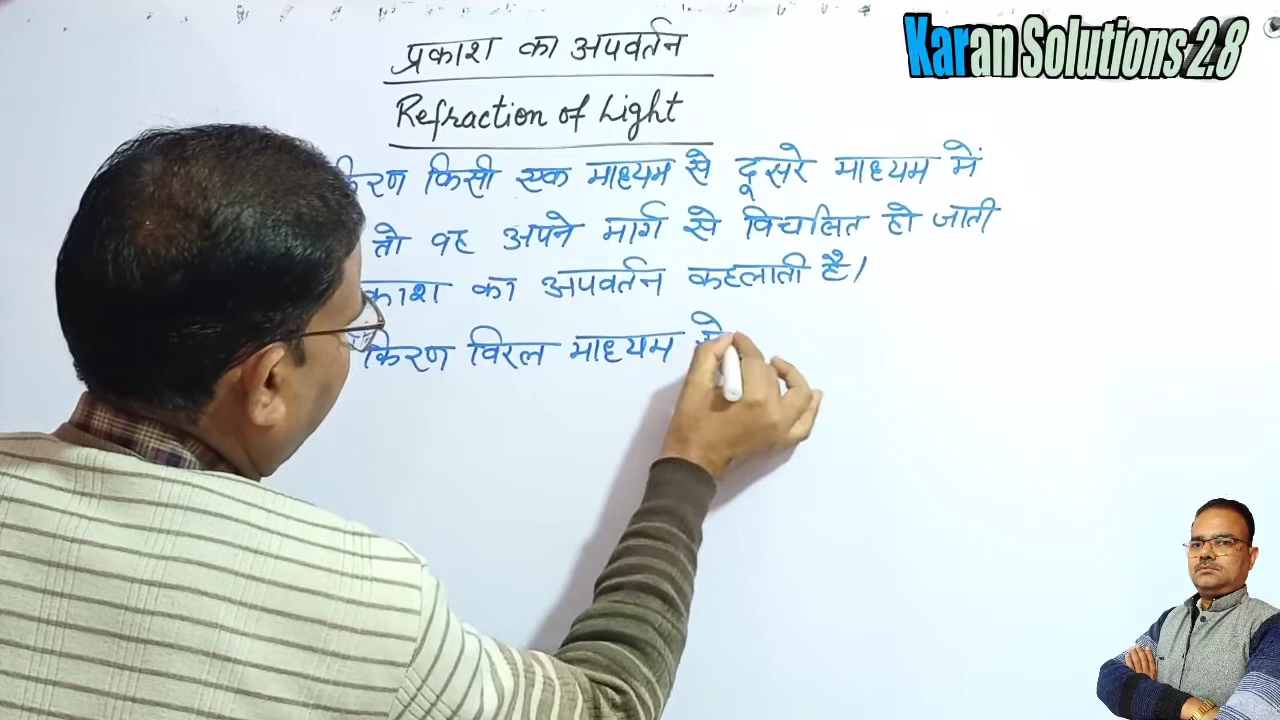 Karan Solutions 2.8
प्रकाश का अपवर्तन
Refraction of Light
किरण किसी एक माध्यम से दूसरे माध्यम में
तो वह अपने मार्ग से विचलित हो जाती
का अपवर्तन कहलाती है।
किरण विरल माध्यम से